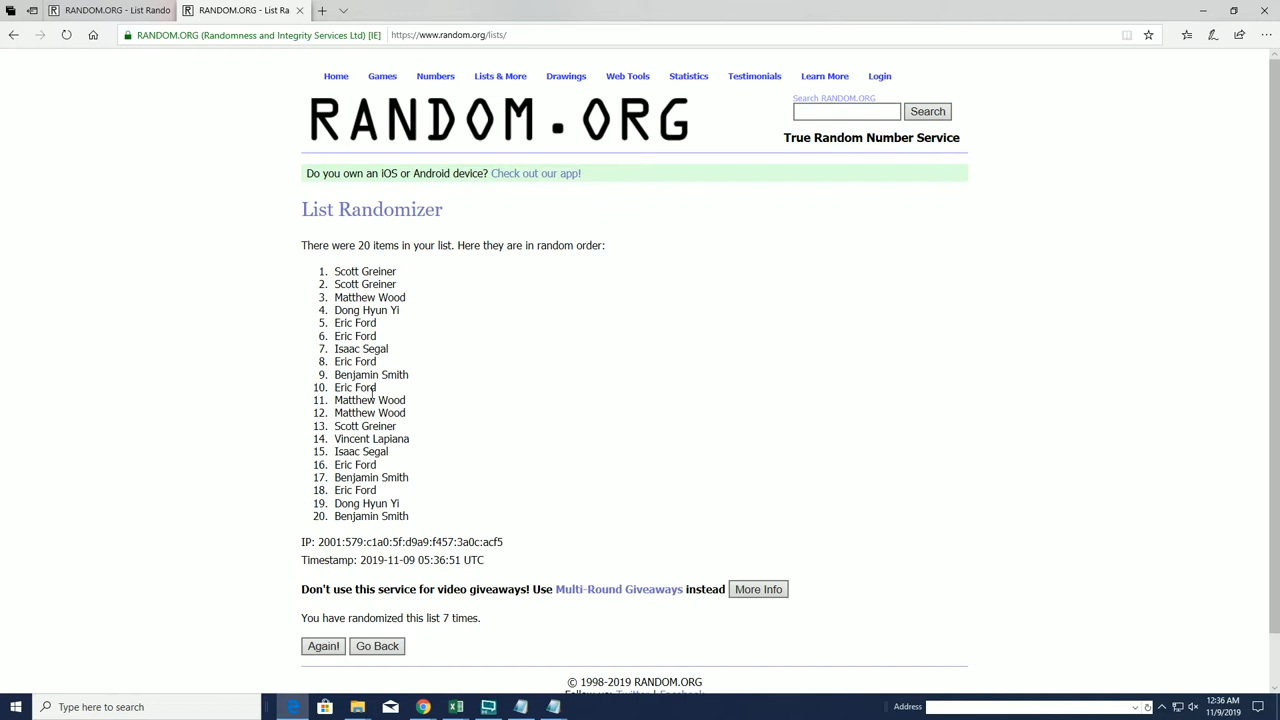 RANDOM.ORG - List Rando
RANDOM.ORG - List Ra
RANDOM.ORG (Randomness and Integrity Services Ltd) [IE]
https://www.random.org/lists/
Home Games Numbers Lists & More Drawings Web Tools Statistics Testimonials Learn More Login
RANDOM.ORG
Search RANDOM.ORG
Search
True Random Number Service
Do you own an iOS or Android device? Check out our app!
List Randomizer
There were 20 items in your list. Here they are in random order:
1. Scott Greiner
2. Scott Greiner
3. Matthew Wood
4. Dong Hyun Yi
5. Eric Ford
6. Eric Ford
7. Isaac Segal
8. Eric Ford
9. Benjamin Smith
10. Eric Ford
11. Matthew Wood
12. Matthew Wood
13. Scott Greiner
14. Vincent Lapiana
15. Isaac Segal
16. Eric Ford
17. Benjamin Smith
18. Eric Ford
19. Dong Hyun Yi
20. Benjamin Smith
IP: 2001:579:c1a0:5f:d9a9:f457:3a0c:acf5
Timestamp: 2019-11-09 05:36:51 UTC
Don't use this service for video giveaways! Use Multi-Round Giveaways instead More Info
You have randomized this list 7 times.
Again! Go Back
© 1998-2019 RANDOM.ORG
Follow us: Twitter | Facebook
Type here to search
Address
12:36 AM
11/9/2019